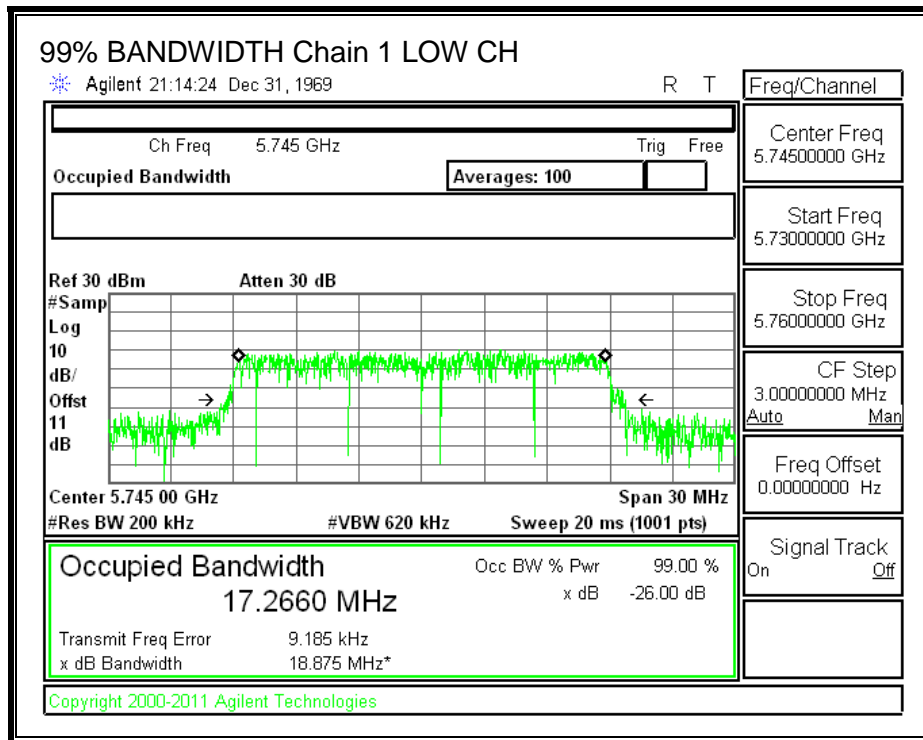 99% BANDWIDTH Chain 1 LOW CH
Agilent 21:14:24 Dec 31, 1969 R T
Freq/Channel
Ch Freq 5.745 GHz Trig Free
Occupied Bandwidth Averages: 100
Center Freq
5.74500000 GHz
Start Freq
5.73000000 GHz
Stop Freq
5.76000000 GHz
CF Step
3.00000000 MHz
Auto Man
Freq Offset
0.00000000 Hz
Signal Track
On Off
Ref 30 dBm Atten 30 dB
#Samp
Log
10
dB/
Offst
11
dB
Center 5.745 00 GHz Span 30 MHz
#Res BW 200 kHz #VBW 620 kHz Sweep 20 ms (1001 pts)
Occupied Bandwidth Occ BW % Pwr 99.00 %
17.2660 MHz x dB -26.00 dB
Transmit Freq Error 9.185 kHz
x dB Bandwidth 18.875 MHz*
Copyright 2000-2011 Agilent Technologies